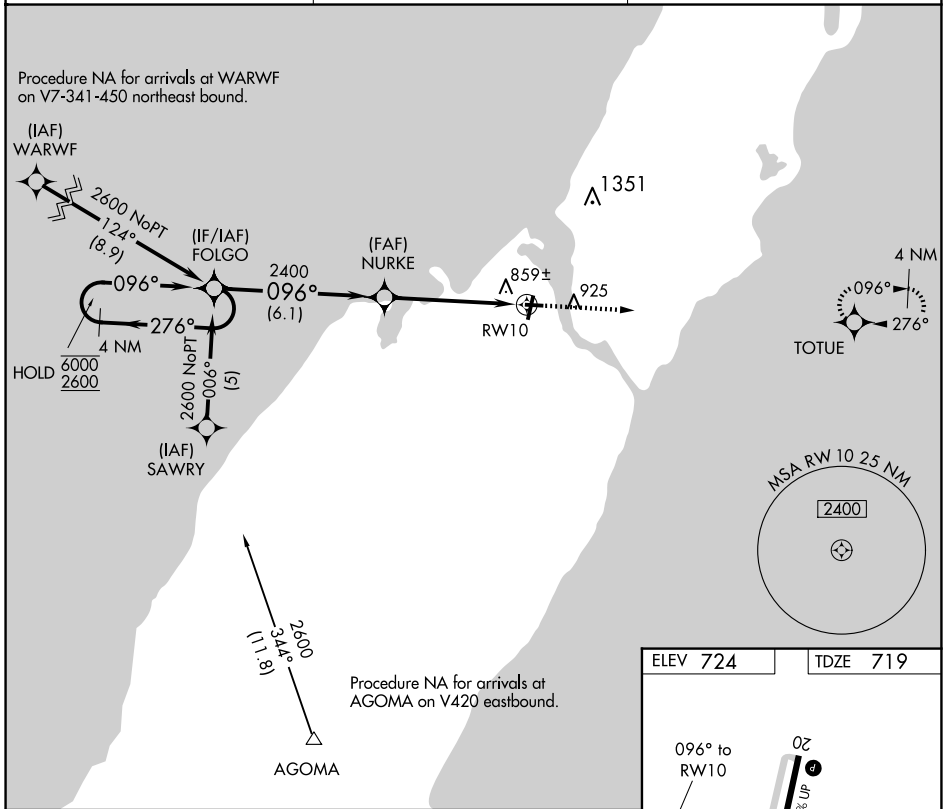 Procedure NA for arrivals at WARWF
on V7-341-450 northeast bound.
(IAF)
WARWF
2600 NoPT
124°
(8.9)
(IF/IAF)
FOLGO
2400
096°
(6.1)
(FAF)
NURKE
1351
859±
925
RW10
096°
276°
4 NM
HOLD
6000
2600
2600 NoPT
006°
(5)
(IAF)
SAWRY
4 NM
096°
276°
TOTUE
MSA RW 10 25 NM
2400
2600
344°
(11.8)
Procedure NA for arrivals at
AGOMA on V420 eastbound.
AGOMA
ELEV 724
TDZE 719
096° to
RW10
20
P
% UP